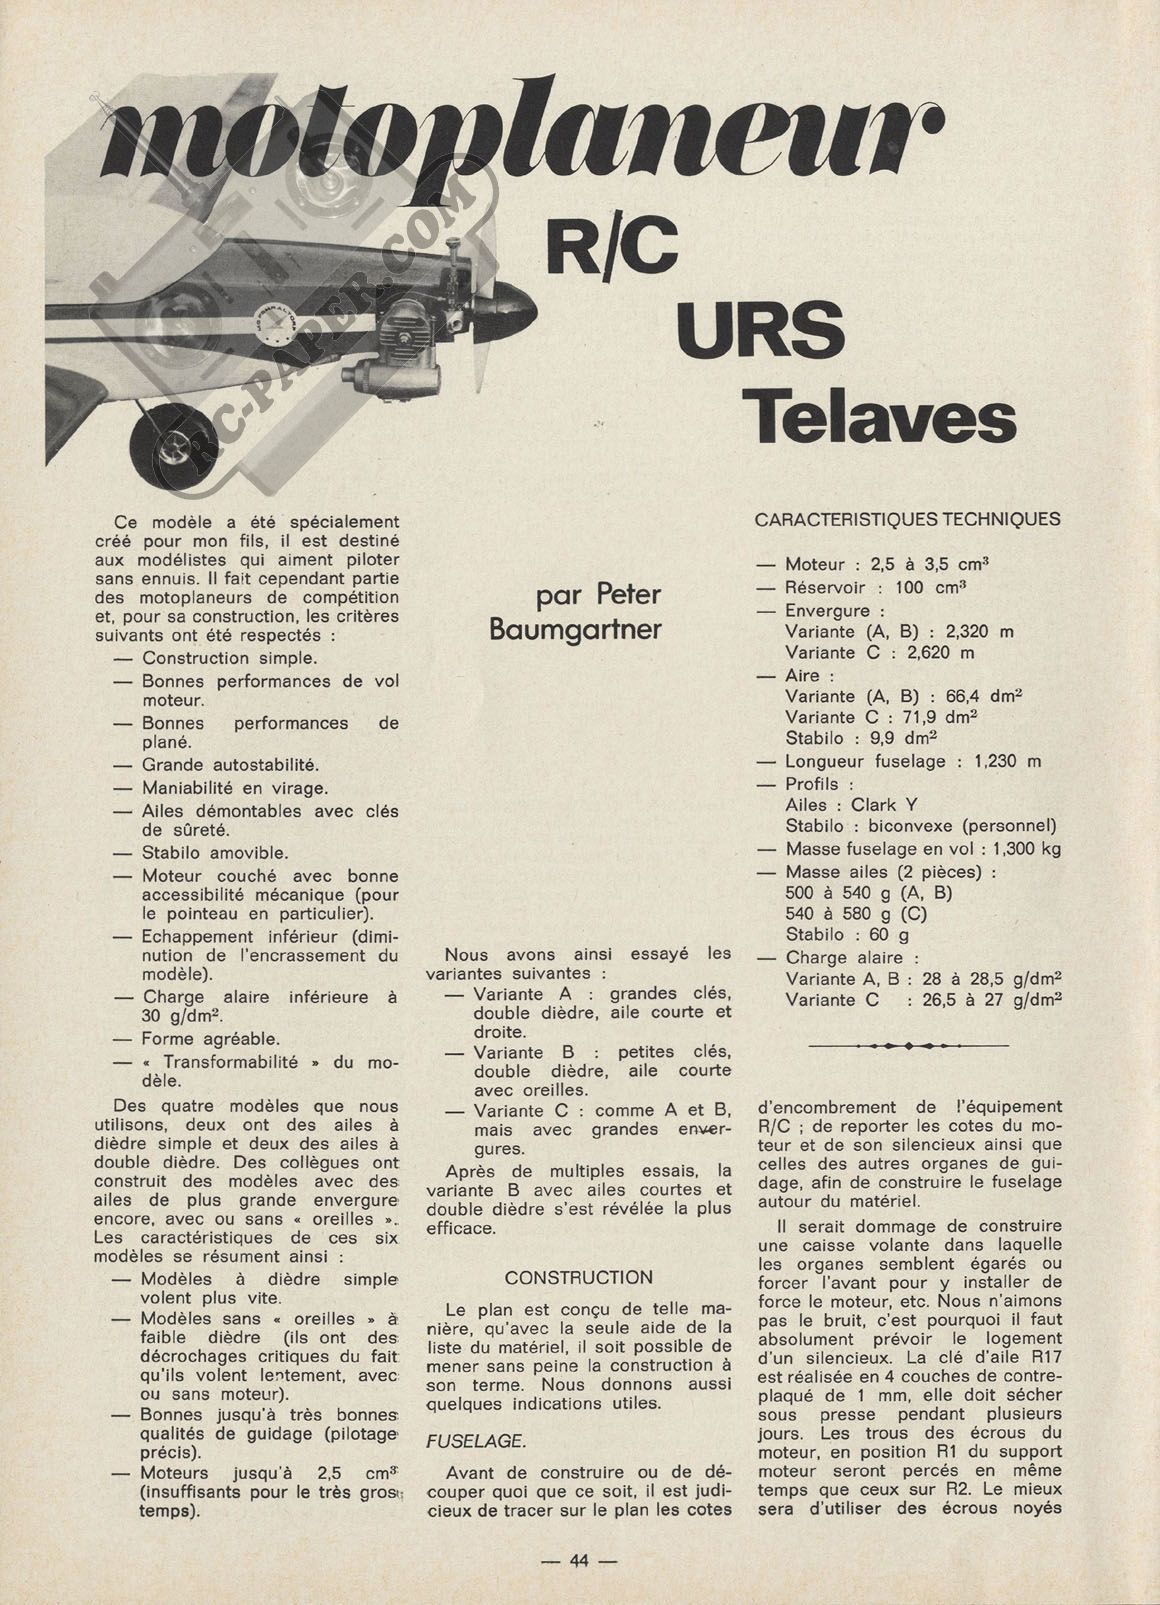 motoplaneur
R/C
URS
Telaves
RC-PAPER.COM
par Peter
Baumgartner
Ce modèle a été spécialement
créé pour mon fils, il est destiné
aux modélistes qui aiment piloter
sans ennuis. Il fait cependant partie
des motoplaneurs de compétition
et, pour sa construction, les critères
suivants ont été respectés :
— Construction simple.
— Bonnes performances de vol
moteur.
— Bonnes performances de
plané.
— Grande autostabilité.
— Maniabilité en virage.
— Ailes démontables avec clés
de sûreté.
— Stabilo amovible.
— Moteur couché avec bonne
accessibilité mécanique (pour
le pointeau en particulier).
— Echappement inférieur (dimi-
nution de l'encrassement du
modèle).
— Charge alaire inférieure à
30 g/dm².
— Forme agréable.
— « Transformabilité » du mo-
dèle.
Des quatre modèles que nous
utilisons, deux ont des ailes à
dièdre simple et deux des ailes à
double dièdre. Des collègues ont
construit des modèles avec des
ailes de plus grande envergure
encore, avec ou sans « oreilles ».
Les caractéristiques de ces six
modèles se résument ainsi :
— Modèles à dièdre simple
volent plus vite.
— Modèles sans « oreilles » à
faible dièdre (ils ont des
décrochages critiques du fait
qu'ils volent lentement, avec
ou sans moteur).
— Bonnes jusqu'à très bonnes
qualités de guidage (pilotage
précis).
— Moteurs jusqu'à 2,5 cm³
(insuffisants pour le très gros
temps).
Nous avons ainsi essayé les
variantes suivantes :
— Variante A : grandes clés,
double dièdre, aile courte et
droite.
— Variante B : petites clés,
double dièdre, aile courte
avec oreilles.
— Variante C : comme A et B,
mais avec grandes enver-
gures.
Après de multiples essais, la
variante B avec ailes courtes et
double dièdre s'est révélée la plus
efficace.
CONSTRUCTION
Le plan est conçu de telle ma-
nière, qu'avec la seule aide de la
liste du matériel, il soit possible de
mener sans peine la construction à
son terme. Nous donnons aussi
quelques indications utiles.
FUSELAGE.
Avant de construire ou de dé-
couper quoi que ce soit, il est judi-
cieux de tracer sur le plan les cotes
CARACTERISTIQUES TECHNIQUES
— Moteur : 2,5 à 3,5 cm³
— Réservoir : 100 cm³
— Envergure :
Variante (A, B) : 2,320 m
Variante C : 2,620 m
— Aire :
Variante (A, B) : 66,4 dm²
Variante C : 71,9 dm²
Stabilo : 9,9 dm²
— Longueur fuselage : 1,230 m
— Profils :
Ailes : Clark Y
Stabilo : biconvexe (personnel)
— Masse fuselage en vol : 1,300 kg
— Masse ailes (2 pièces) :
500 à 540 g (A, B)
540 à 580 g (C)
Stabilo : 60 g
— Charge alaire :
Variante A, B : 28 à 28,5 g/dm²
Variante C : 26,5 à 27 g/dm²
d'encombrement de l'équipement
R/C ; de reporter les cotes du mo-
teur et de son silencieux ainsi que
celles des autres organes de gui-
dage, afin de construire le fuselage
autour du matériel.
Il serait dommage de construire
une caisse volante dans laquelle
les organes semblent égarés ou
forcer l'avant pour y installer de
force le moteur, etc. Nous n'aimons
pas le bruit, c'est pourquoi il faut
absolument prévoir le logement
d'un silencieux. La clé d'aile R17
est réalisée en 4 couches de contre-
plaqué de 1 mm, elle doit sécher
sous presse pendant plusieurs
jours. Les trous des écrous du
moteur, en position R1 du support
moteur seront percés en même
temps que ceux sur R2. Le mieux
sera d'utiliser des écrous noyés
— 44 —